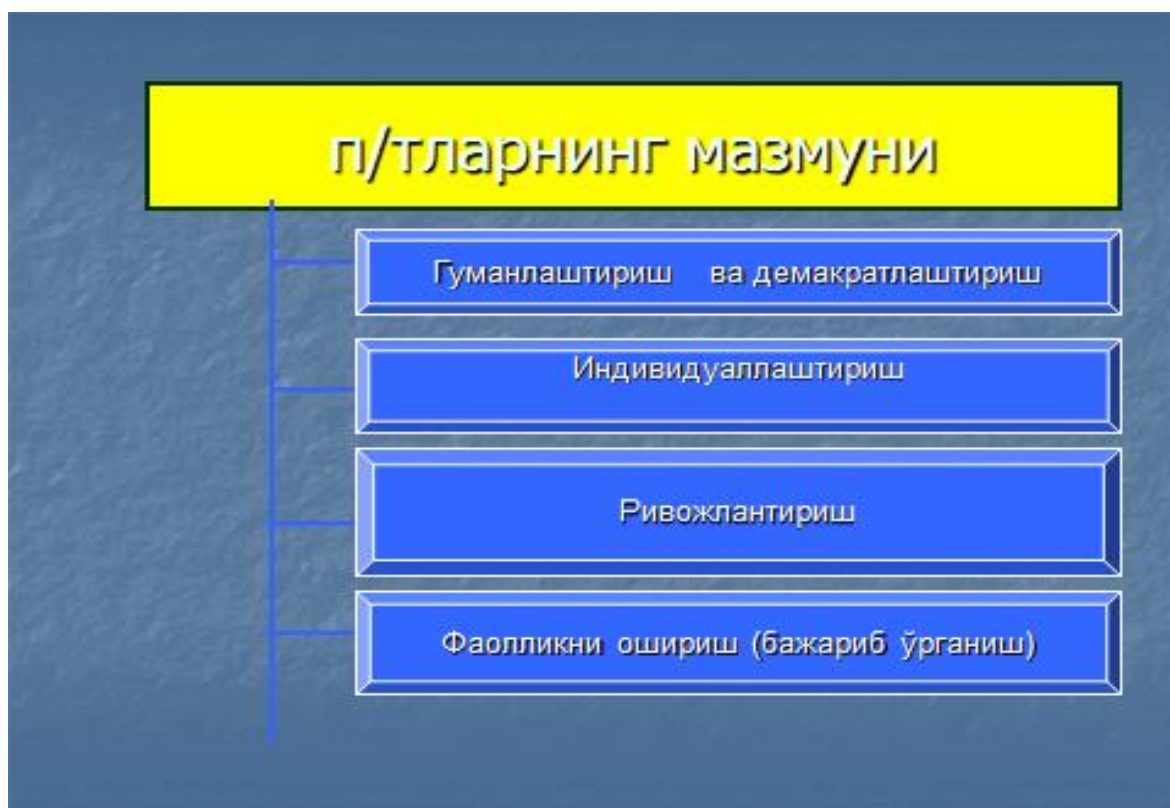 п/тларнинг мазмуни
Гуманлаштириш ва демакратлаштириш
Индивидуаллаштириш
Ривожлантириш
Фаолликни ошириш (бажариб ўрганиш)